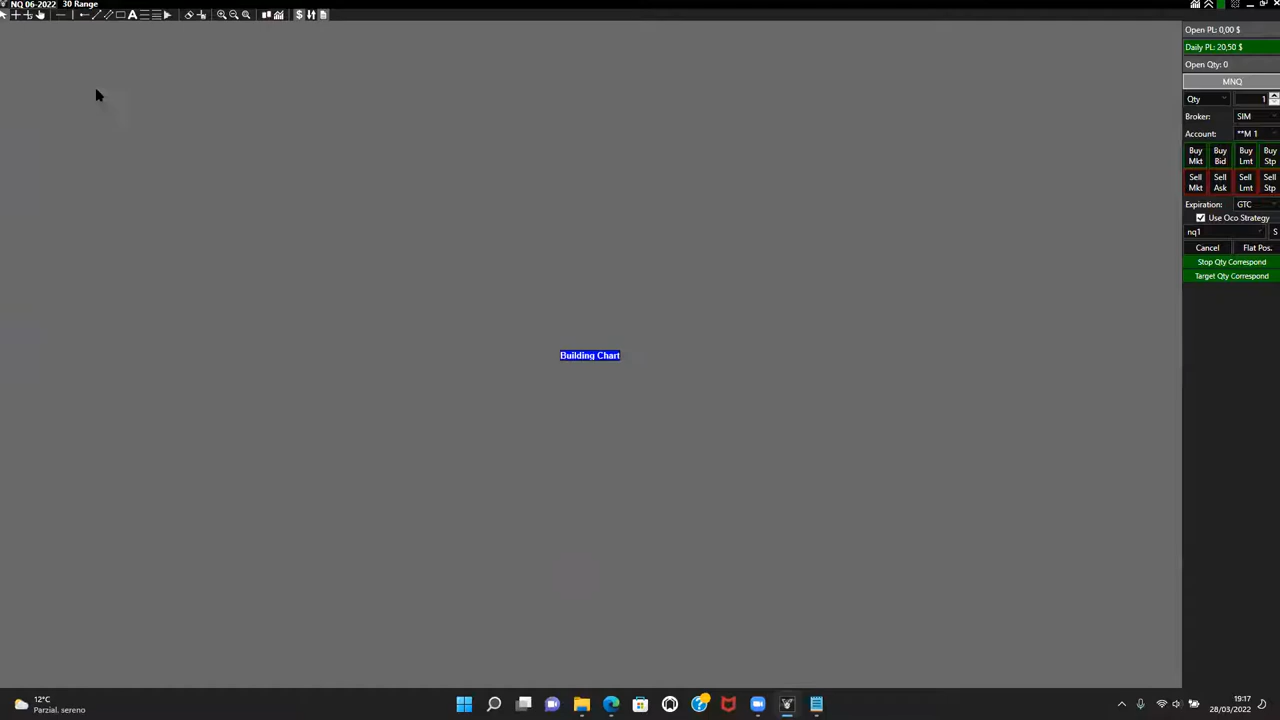 NQ 06-2022 30 Range
A
$
Open PL: 0,00 $
Daily PL: 20,50 $
Open Qty: 0
MNQ
Qty 1
Broker: SIM
Account: **M 1
Buy Mkt Buy Bid Buy Lmt Buy Stp
Sell Mkt Sell Ask Sell Lmt Sell Stp
Expiration: GTC
Use Oco Strategy
nq1 S
Cancel Flat Pos.
Stop Qty Correspond
Target Qty Correspond
Building Chart
12°C
Parzial. sereno
19:17
28/03/2022